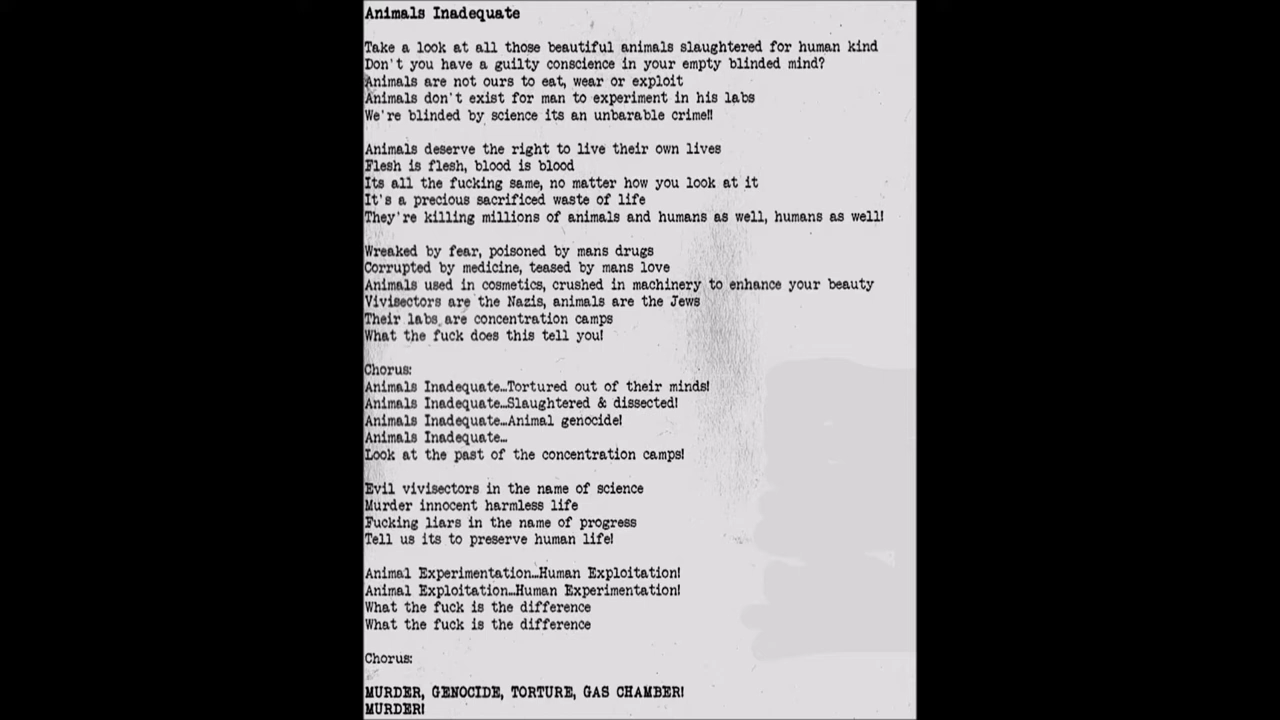 Animals Inadequate
Take a look at all those beautiful animals slaughtered for human kind
Don't you have a guilty conscience in your empty blinded mind?
Animals are not ours to eat, wear or exploit
Animals don't exist for man to experiment in his labs
We're blinded by science its an unbarable crime!!
Animals deserve the right to live their own lives
Flesh is flesh, blood is blood
Its all the fucking same, no matter how you look at it
It's a precious sacrificed waste of life
They're killing millions of animals and humans as well, humans as well!
Wreaked by fear, poisoned by mans drugs
Corrupted by medicine, teased by mans love
Animals used in cosmetics, crushed in machinery to enhance your beauty
Vivisectors are the Nazis, animals are the Jews
Their labs are concentration camps
What the fuck does this tell you!
Chorus:
Animals Inadequate…Tortured out of their minds!
Animals Inadequate…Slaughtered & dissected!
Animals Inadequate…Animal genocide!
Animals Inadequate…
Look at the past of the concentration camps!
Evil vivisectors in the name of science
Murder innocent harmless life
Fucking liars in the name of progress
Tell us its to preserve human life!
Animal Experimentation…Human Exploitation!
Animal Exploitation…Human Experimentation!
What the fuck is the difference
What the fuck is the difference
Chorus:
MURDER, GENOCIDE, TORTURE, GAS CHAMBER!
MURDER!